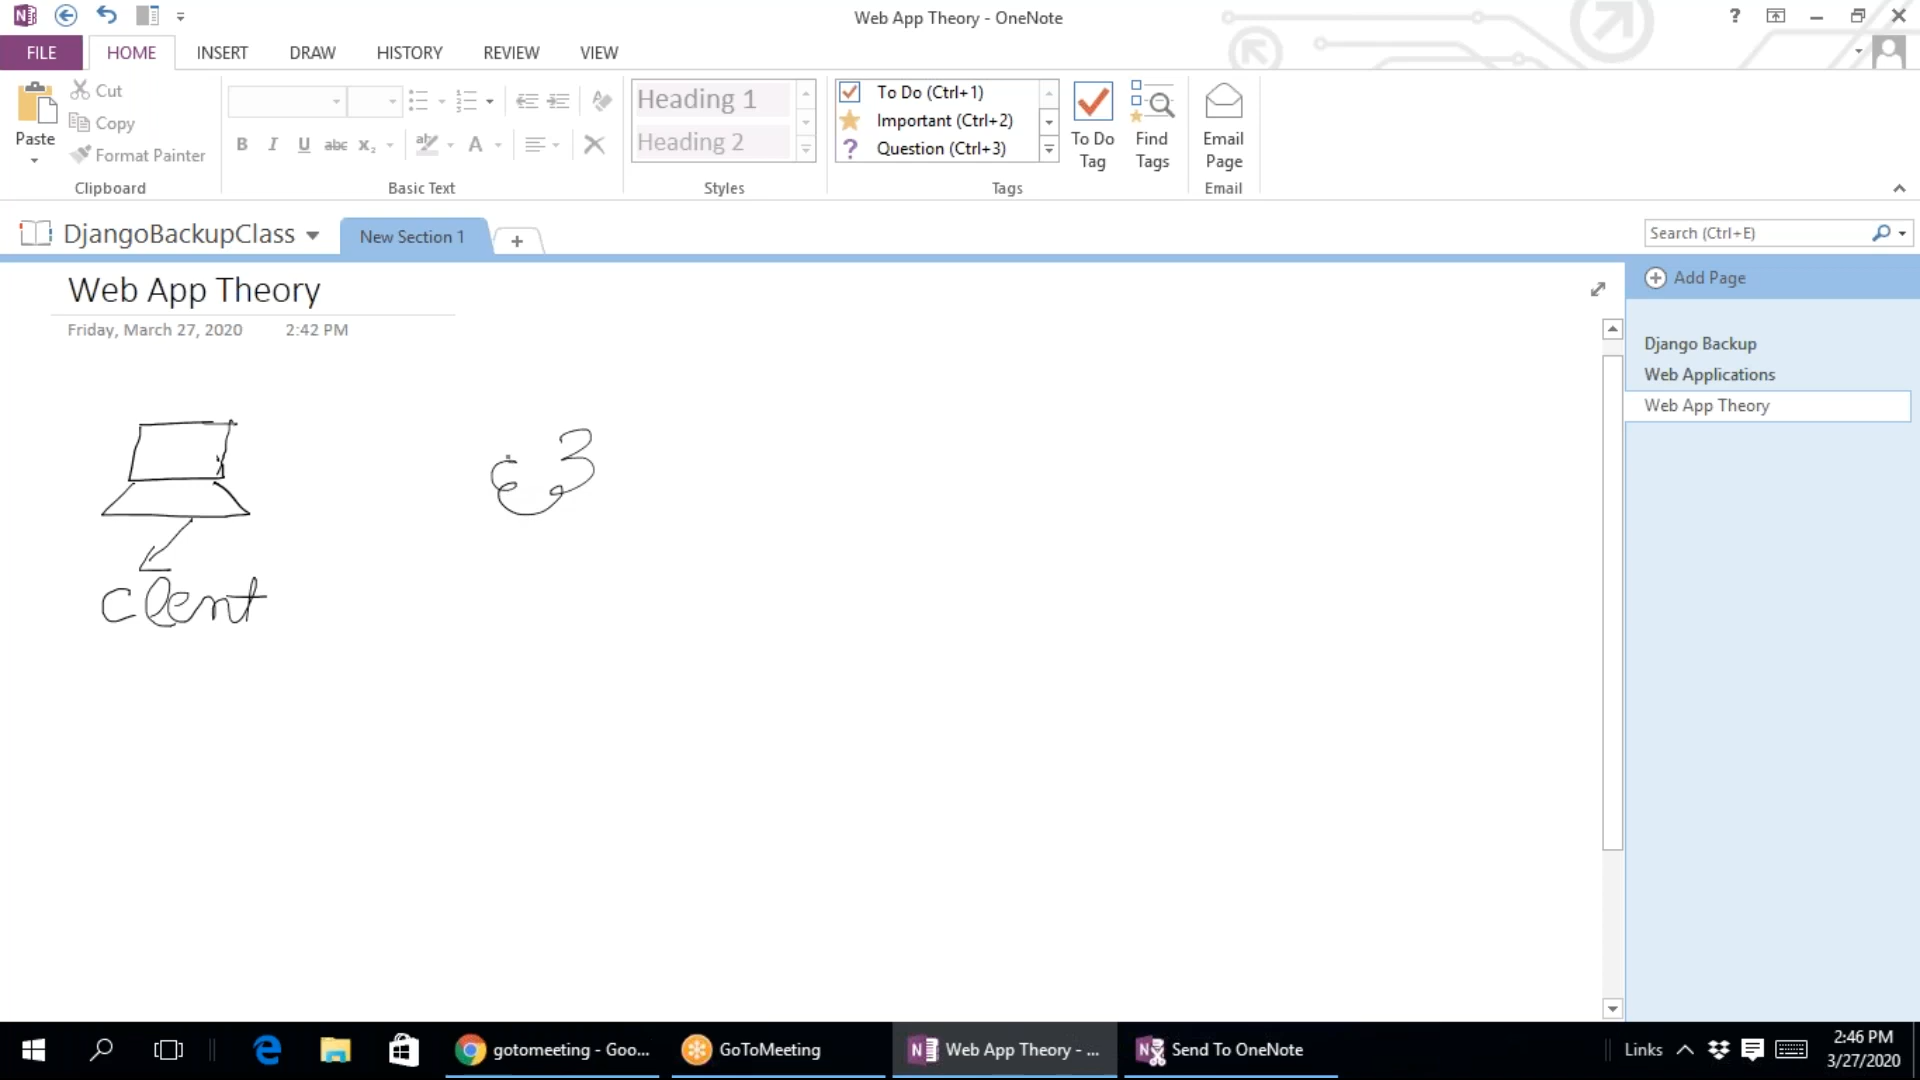 Web App Theory - OneNote
FILE HOME INSERT DRAW HISTORY REVIEW VIEW
Paste
Cut
Copy
Format Painter
Clipboard
B I U abc X₂ aby A
Basic Text
Heading 1
Heading 2
Styles
To Do (Ctrl+1)
Important (Ctrl+2)
Question (Ctrl+3)
Tags
To Do Tag
Find Tags
Email Page
Email
DjangoBackupClass
New Section 1
Search (Ctrl+E)
Web App Theory
Friday, March 27, 2020 2:42 PM
Add Page
Django Backup
Web Applications
Web App Theory
client
gotomeeting - Goo...
GoToMeeting
Web App Theory - ...
Send To OneNote
Links
2:46 PM
3/27/2020